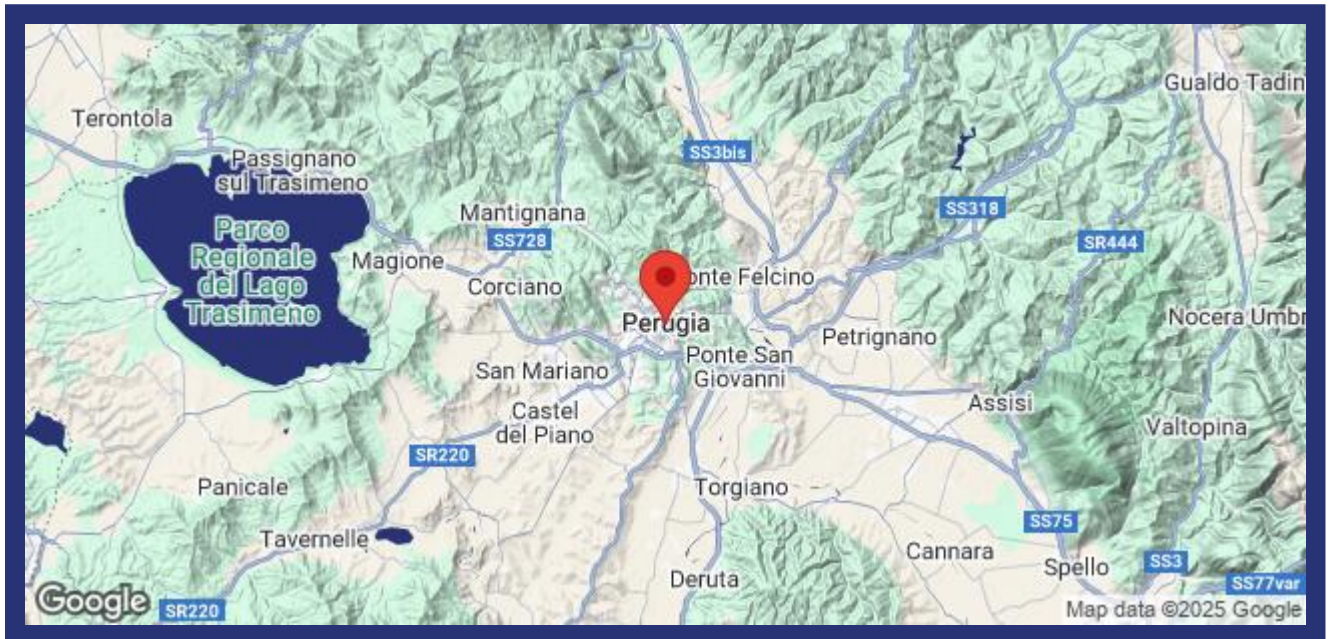 Gualdo Tadin
Terontola
Passignano
sul Trasimeno
SS3bis
Mantignana
SS728
SS318
SR444
Parco
Regionale
del Lago
Trasimeno
Magione
Corciano
onte Felcino
Perugia
Petrignano
Nocera Umbr
Ponte San
Giovanni
San Mariano
Assisi
Castel
del Piano
Valtopina
SR220
Panicale
Torgiano
SS75
Tavernelle
Cannara
Spello
SS3
Deruta
SS77var
Google
SR220
Map data ©2025 Google